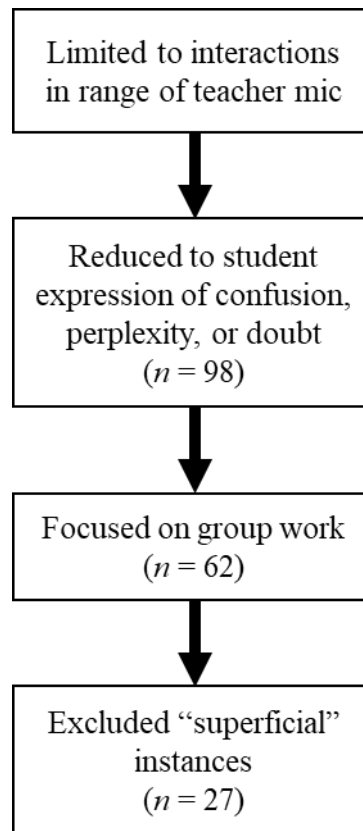 Limited to interactions
in range of teacher mic
Reduced to student
expression of confusion,
perplexity, or doubt
(n = 98)
Focused on group work
(n = 62)
Excluded “superficial”
instances
(n = 27)